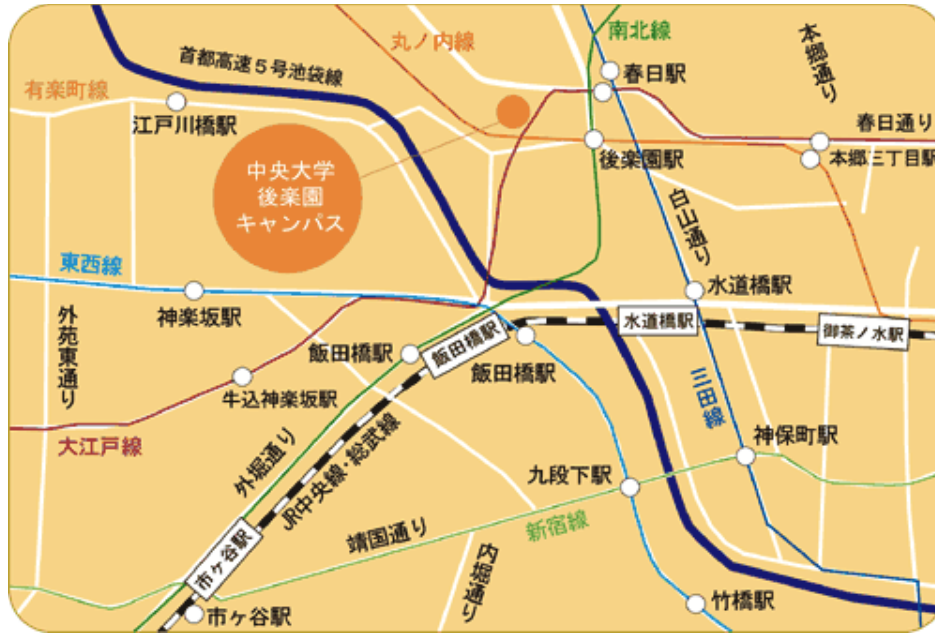 丸ノ内線
南北線
本郷通り
首都高速5号池袋線
春日駅
有楽町線
江戸川橋駅
春日通り
後楽園駅
本郷三丁目駅
中央大学
後楽園
キャンパス
白山通り
東西線
神楽坂駅
水道橋駅
外苑東通り
水道橋駅
御茶ノ水駅
飯田橋駅
飯田橋駅
飯田橋駅
牛込神楽坂駅
三田線
大江戸線
神保町駅
外堀通り
JR中央線・総武線
九段下駅
新宿線
靖国通り
市ヶ谷駅
内堀通り
市ヶ谷駅
竹橋駅